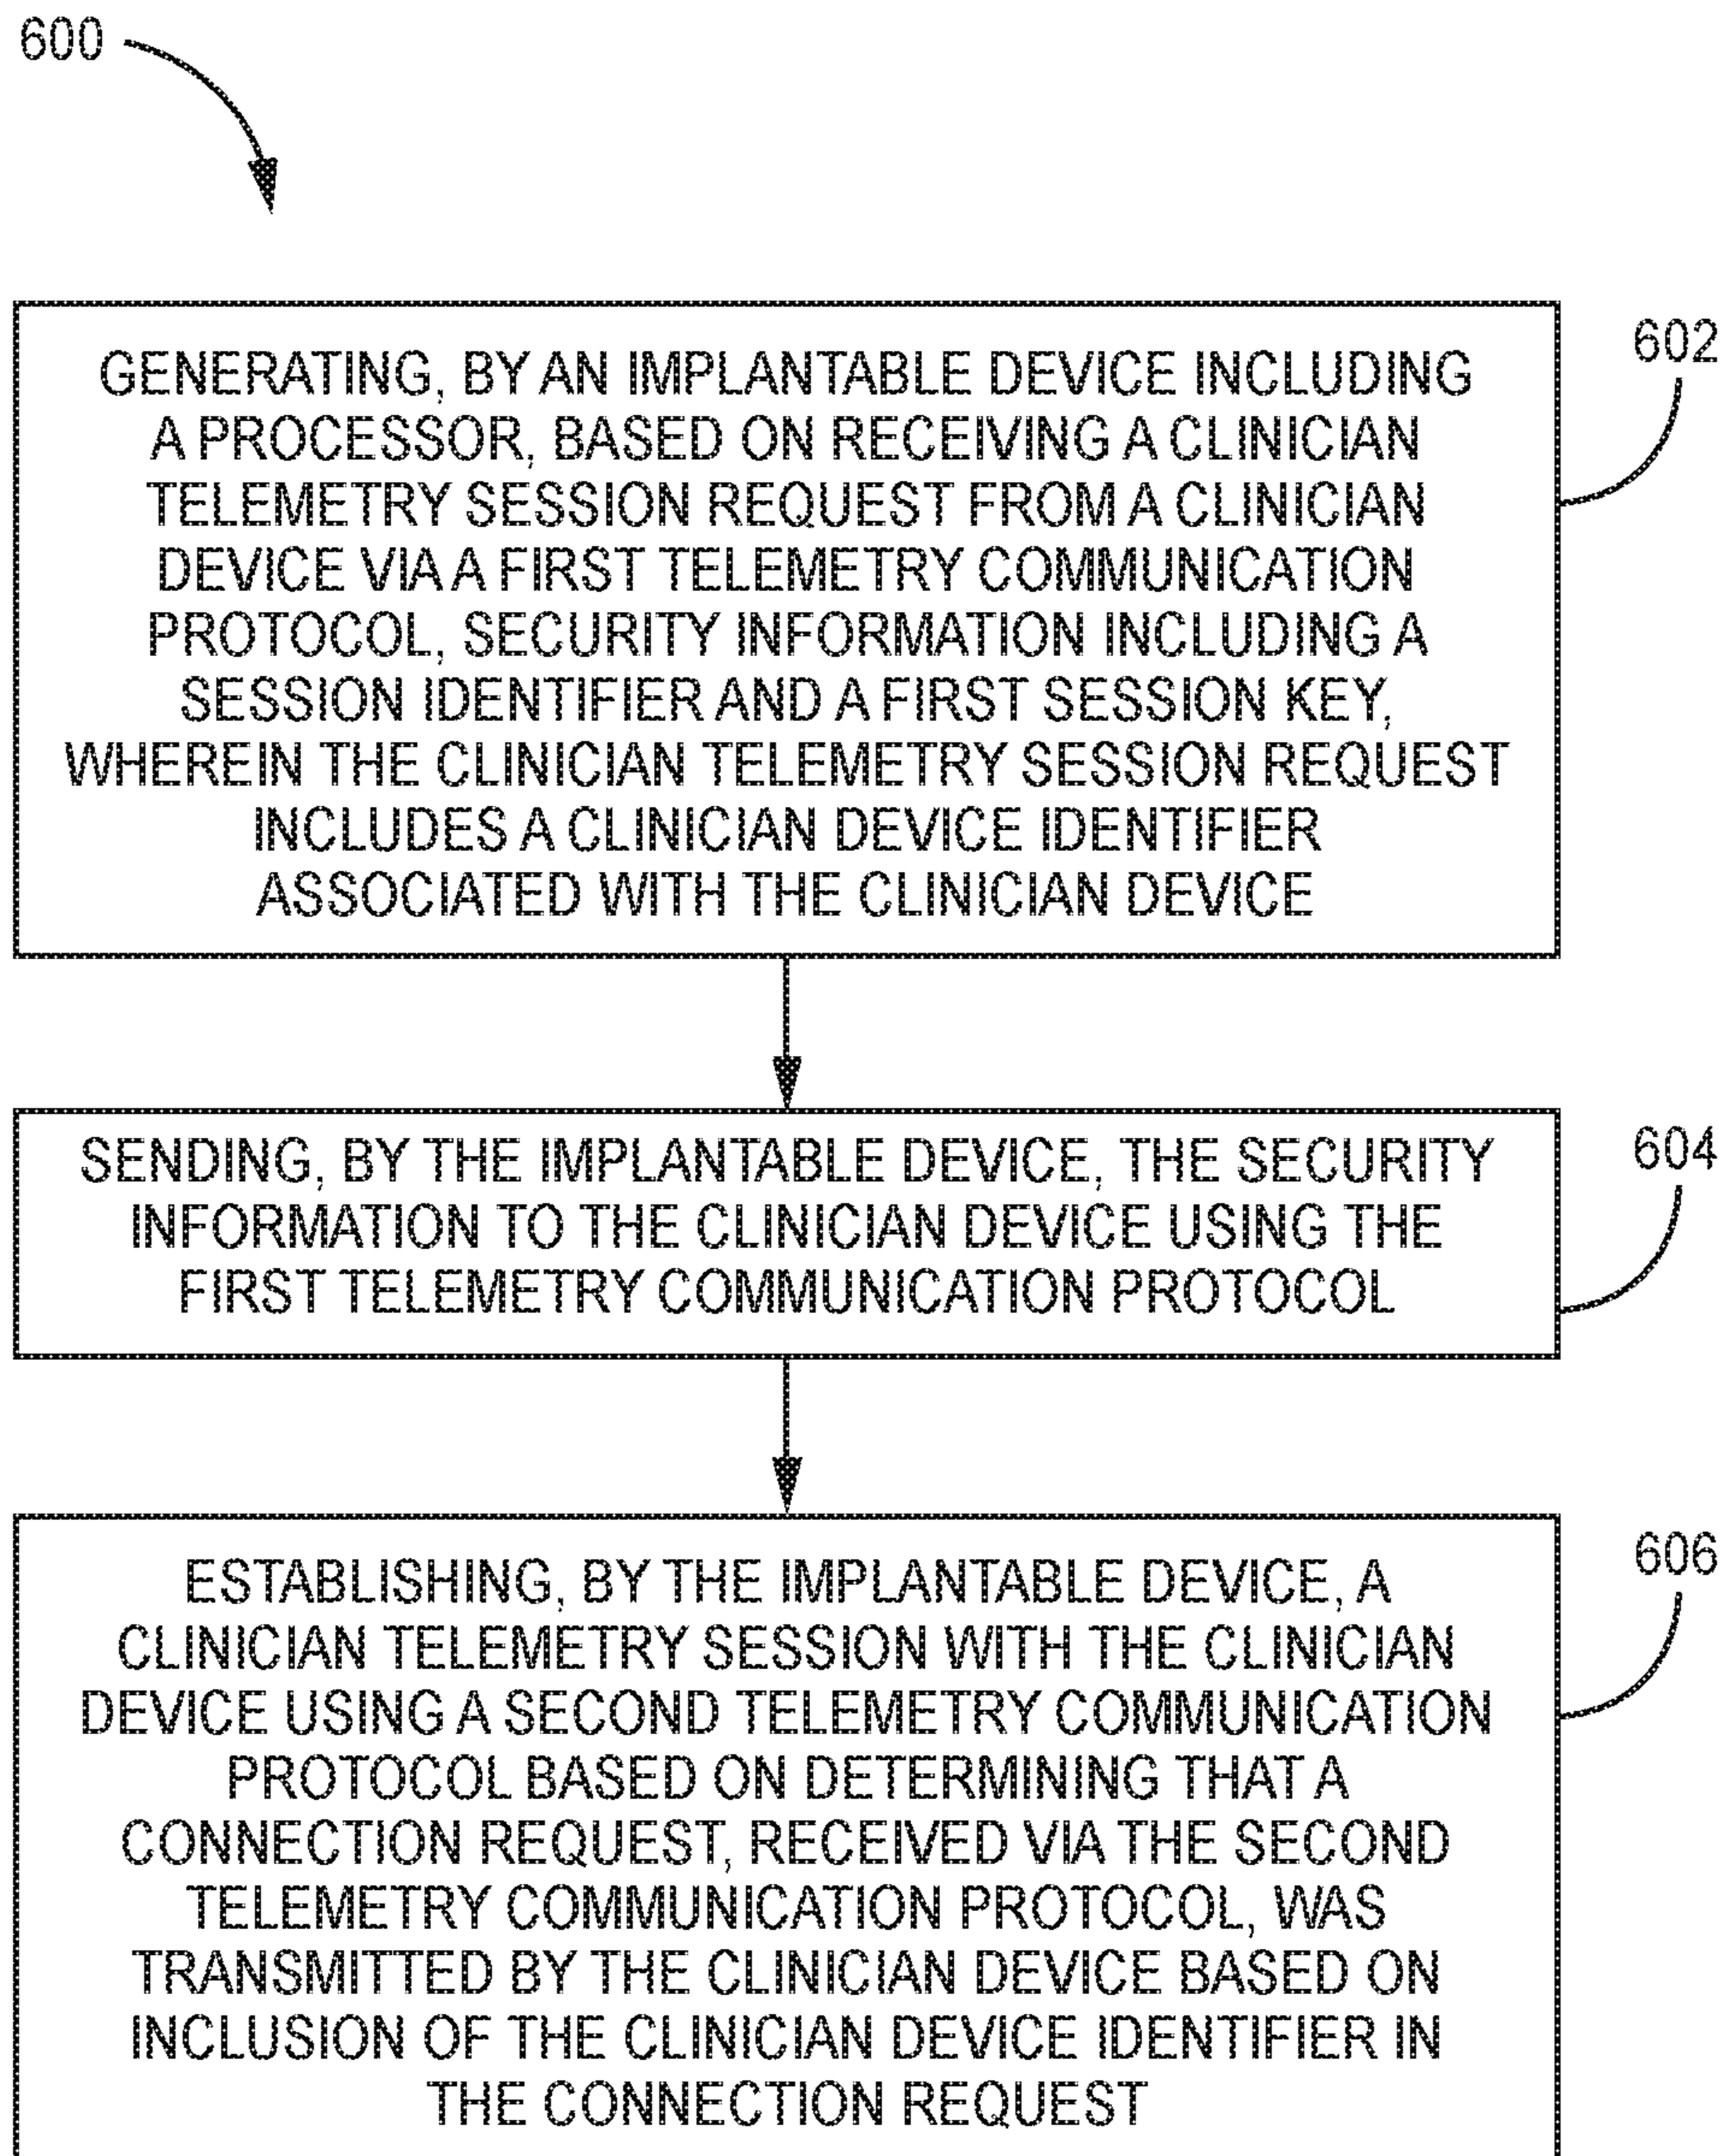 600
602
GENERATING, BY AN IMPLANTABLE DEVICE INCLUDING
A PROCESSOR, BASED ON RECEIVING A CLINICIAN
TELEMETRY SESSION REQUEST FROM A CLINICIAN
DEVICE VIA A FIRST TELEMETRY COMMUNICATION
PROTOCOL, SECURITY INFORMATION INCLUDING A
SESSION IDENTIFIER AND A FIRST SESSION KEY,
WHEREIN THE CLINICIAN TELEMETRY SESSION REQUEST
INCLUDES A CLINICIAN DEVICE IDENTIFIER
ASSOCIATED WITH THE CLINICIAN DEVICE
604
SENDING, BY THE IMPLANTABLE DEVICE, THE SECURITY
INFORMATION TO THE CLINICIAN DEVICE USING THE
FIRST TELEMETRY COMMUNICATION PROTOCOL
606
ESTABLISHING, BY THE IMPLANTABLE DEVICE, A
CLINICIAN TELEMETRY SESSION WITH THE CLINICIAN
DEVICE USING A SECOND TELEMETRY COMMUNICATION
PROTOCOL BASED ON DETERMINING THAT A
CONNECTION REQUEST, RECEIVED VIA THE SECOND
TELEMETRY COMMUNICATION PROTOCOL, WAS
TRANSMITTED BY THE CLINICIAN DEVICE BASED ON
INCLUSION OF THE CLINICIAN DEVICE IDENTIFIER IN
THE CONNECTION REQUEST